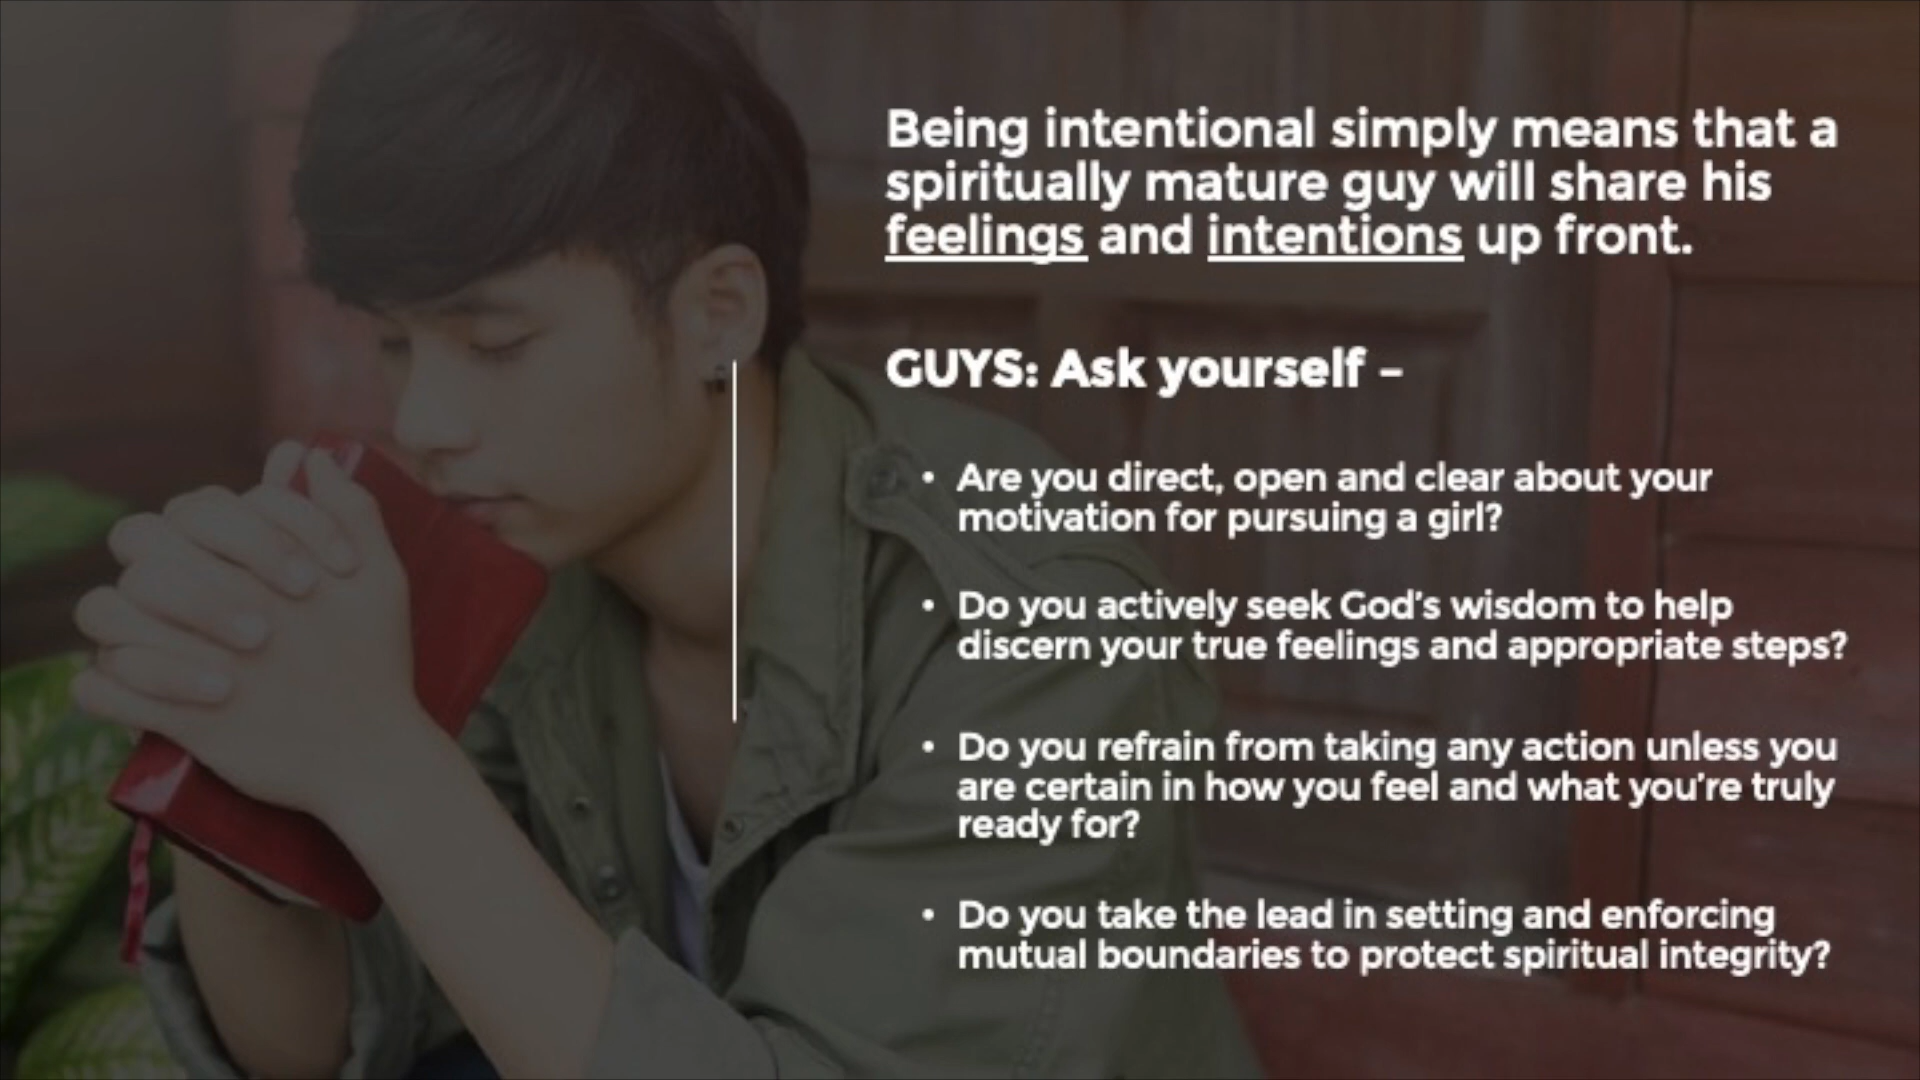 Being intentional simply means that a
spiritually mature guy will share his
feelings and intentions up front.
GUYS: Ask yourself –
• Are you direct, open and clear about your
motivation for pursuing a girl?
• Do you actively seek God's wisdom to help
discern your true feelings and appropriate steps?
• Do you refrain from taking any action unless you
are certain in how you feel and what you're truly
ready for?
• Do you take the lead in setting and enforcing
mutual boundaries to protect spiritual integrity?